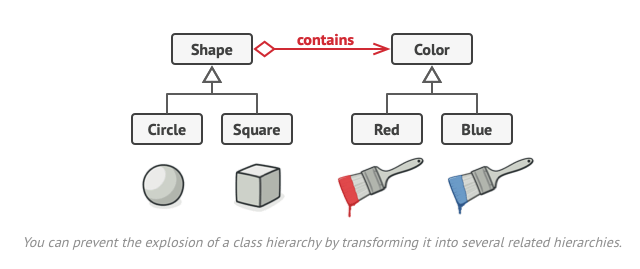 contains
Shape
Color
Circle
Square
Red
Blue
You can prevent the explosion of a class hierarchy by transforming it into several related hierarchies.